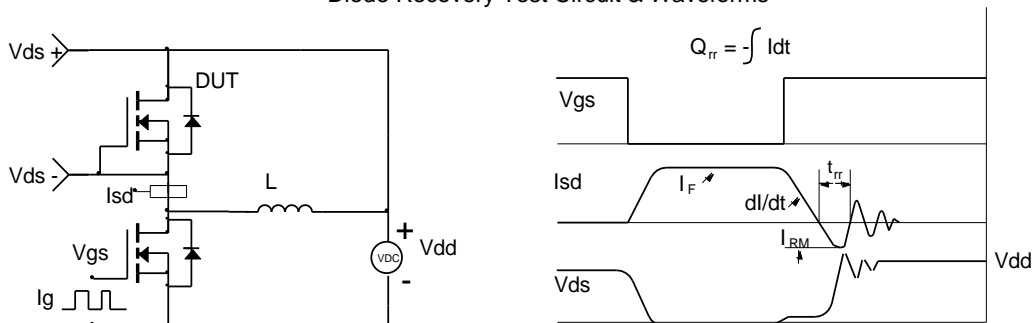 Diode Recovery Test Circuit & Waveforms
Vds +
DUT
Vds -
Isd
L
Vgs
Ig
+
VDC
-
Vdd
Qrr = -∫ Idt
Vgs
Isd
IF
dI/dt
trr
IRM
Vds
Vdd